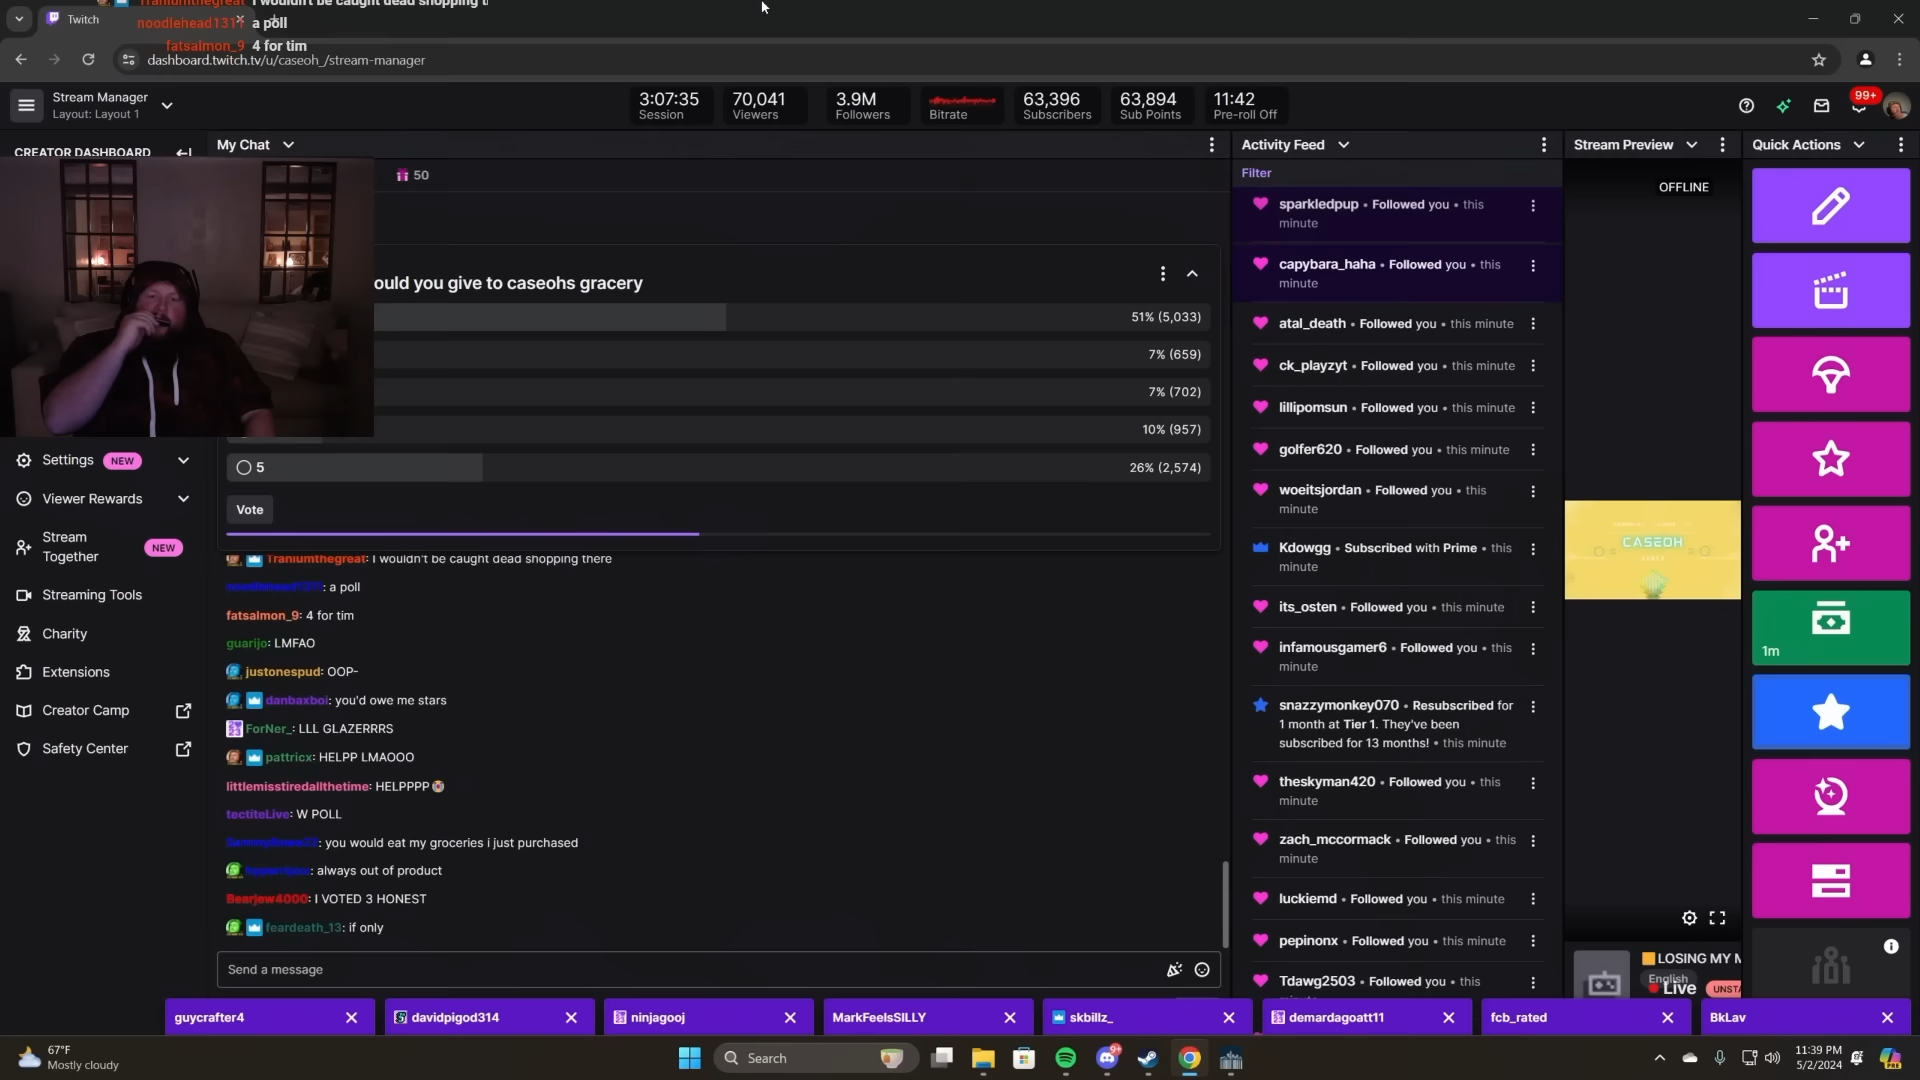 Traniumthegreat I wouldn't be caught dead shopping t
noodlehead1311 a poll
fatsalmon_9 4 for tim
Twitch
dashboard.twitch.tv/u/caseoh_/stream-manager
Stream Manager
Layout: Layout 1
3:07:35
Session
70,041
Viewers
3.9M
Followers
Bitrate
63,396
Subscribers
63,894
Sub Points
11:42
Pre-roll Off
99+
CREATOR DASHBOARD
Settings NEW
Viewer Rewards
Stream
Together
NEW
Streaming Tools
Charity
Extensions
Creator Camp
Safety Center
My Chat
50
ould you give to caseohs gracery
51% (5,033)
7% (659)
7% (702)
10% (957)
5 26% (2,574)
Vote
Traniumthegreat: I wouldn't be caught dead shopping there
noodlehead1311: a poll
fatsalmon_9: 4 for tim
guarijo: LMFAO
justonespud: OOP-
danbaxboi: you'd owe me stars
ForNer_: LLL GLAZERRRS
pattricx: HELPP LMAOOO
littlemisstiredallthetime: HELPPPP
tectiteLive: W POLL
: you would eat my groceries i just purchased
: always out of product
Bearjew4000: I VOTED 3 HONEST
feardeath_13: if only
Send a message
Activity Feed
Filter
sparkledpup • Followed you • this
minute
capybara_haha • Followed you • this
minute
atal_death • Followed you • this minute
ck_playzyt • Followed you • this minute
lillipomsun • Followed you • this minute
golfer620 • Followed you • this minute
woeitsjordan • Followed you • this
minute
Kdowgg • Subscribed with Prime • this
minute
its_osten • Followed you • this minute
infamousgamer6 • Followed you • this
minute
snazzymonkey070 • Resubscribed for
1 month at Tier 1. They've been
subscribed for 13 months! • this minute
theskyman420 • Followed you • this
minute
zach_mccormack • Followed you • this
minute
luckiemd • Followed you • this minute
pepinonx • Followed you • this minute
Tdawg2503 • Followed you • this
Stream Preview
OFFLINE
CASEOH
LOSING MY M
English
Live
UNSTA
Quick Actions
1m
guycrafter4
davidpigod314
ninjagooj
MarkFeelsSILLY
skbillz_
demardagoatt11
fcb_rated
BkLav
67°F
Mostly cloudy
Search
9+
11:39 PM
5/2/2024
PRE